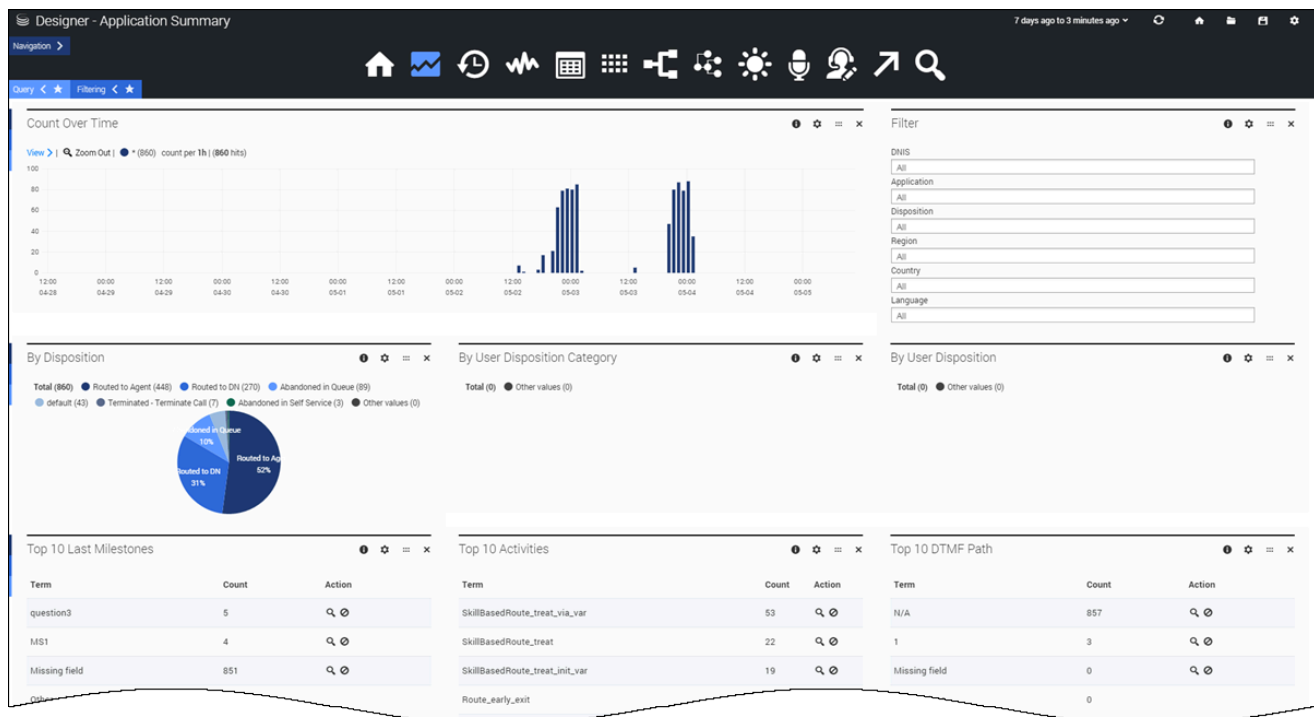 Designer - Application Summary
7 days ago to 3 minutes ago
Navigation
Query
Filtering
Count Over Time
View | Zoom Out | * (860) count per 1h | (860 hits)
100
80
60
40
20
0
12:00 00:00 12:00 00:00 12:00 00:00 12:00 00:00 12:00 00:00 12:00 00:00 12:00 00:00
04-28 04-29 04-29 04-30 04-30 05-01 05-01 05-02 05-02 05-03 05-03 05-04 05-04 05-05
Filter
DNIS
All
Application
All
Disposition
All
Region
All
Country
All
Language
All
By Disposition
Total (860) Routed to Agent (448) Routed to DN (270) Abandoned in Queue (89)
default (43) Terminated - Terminate Call (7) Abandoned in Self Service (3) Other values (0)
doned in Queue
10%
Routed to Ag
52%
Routed to DN
31%
By User Disposition Category
Total (0) Other values (0)
By User Disposition
Total (0) Other values (0)
Top 10 Last Milestones
Term Count Action
question3 5
MS1 4
Missing field 851
Top 10 Activities
Term Count Action
SkillBasedRoute_treat_via_var 53
SkillBasedRoute_treat 22
SkillBasedRoute_treat_init_var 19
Route_early_exit
Top 10 DTMF Path
Term Count Action
N/A 857
1 3
Missing field 0
0